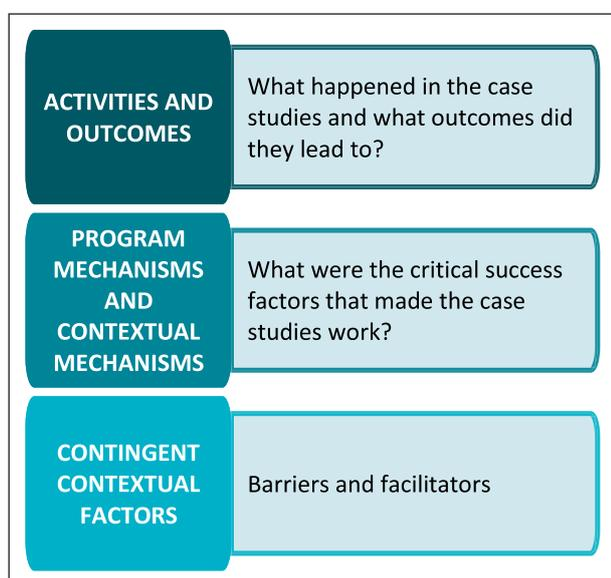 ACTIVITIES AND
OUTCOMES
What happened in the case
studies and what outcomes did
they lead to?
PROGRAM
MECHANISMS
AND
CONTEXTUAL
MECHANISMS
What were the critical success
factors that made the case
studies work?
CONTINGENT
CONTEXTUAL
FACTORS
Barriers and facilitators